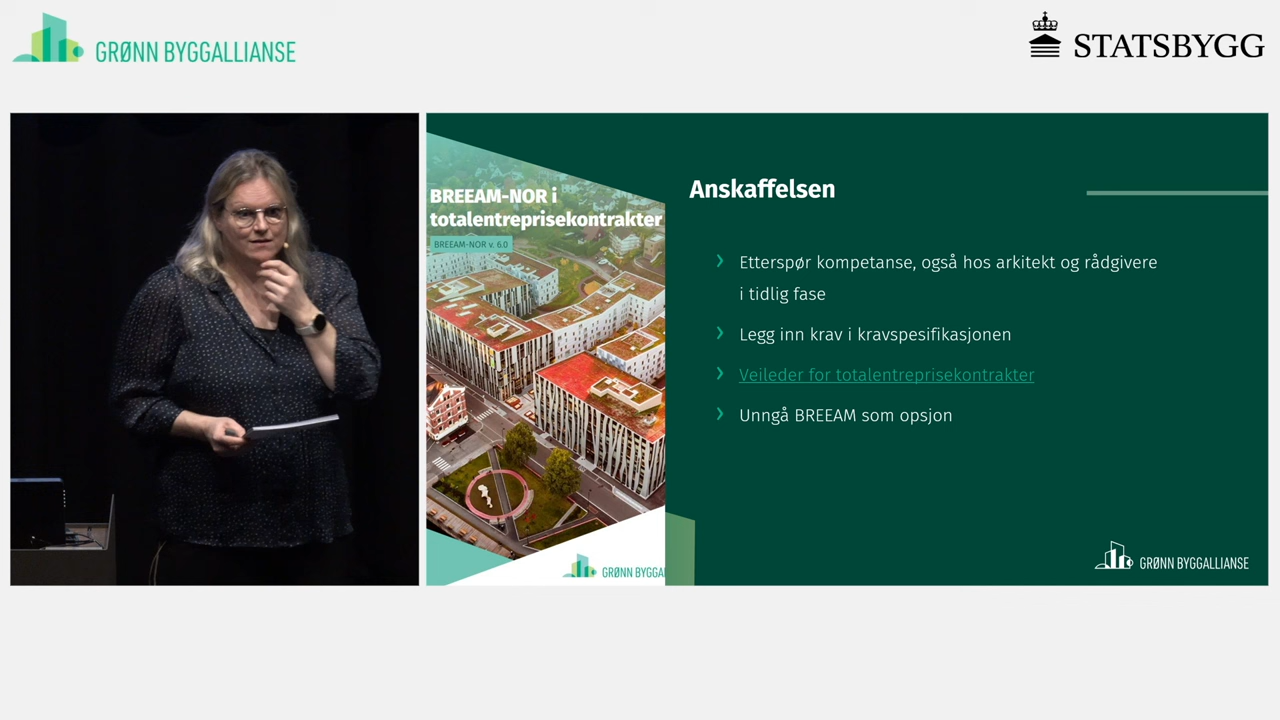 GRØNN BYGGALLIANSE
STATSBYGG
BREEAM-NOR i
totalentreprisekontrakter
BREEAM-NOR v. 6.0
GRØNN BYGGAL
Anskaffelsen
Etterspør kompetanse, også hos arkitekt og rådgivere
i tidlig fase
Legg inn krav i kravspesifikasjonen
Veileder for totalentreprisekontrakter
Unngå BREEAM som opsjon
GRØNN BYGGALLIANSE